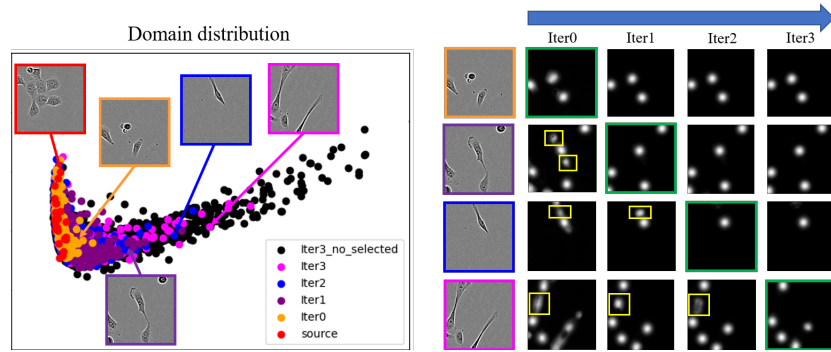 Domain distribution
Iter3_no_selected
Iter3
Iter2
Iter1
Iter0
source
Iter0 Iter1 Iter2 Iter3